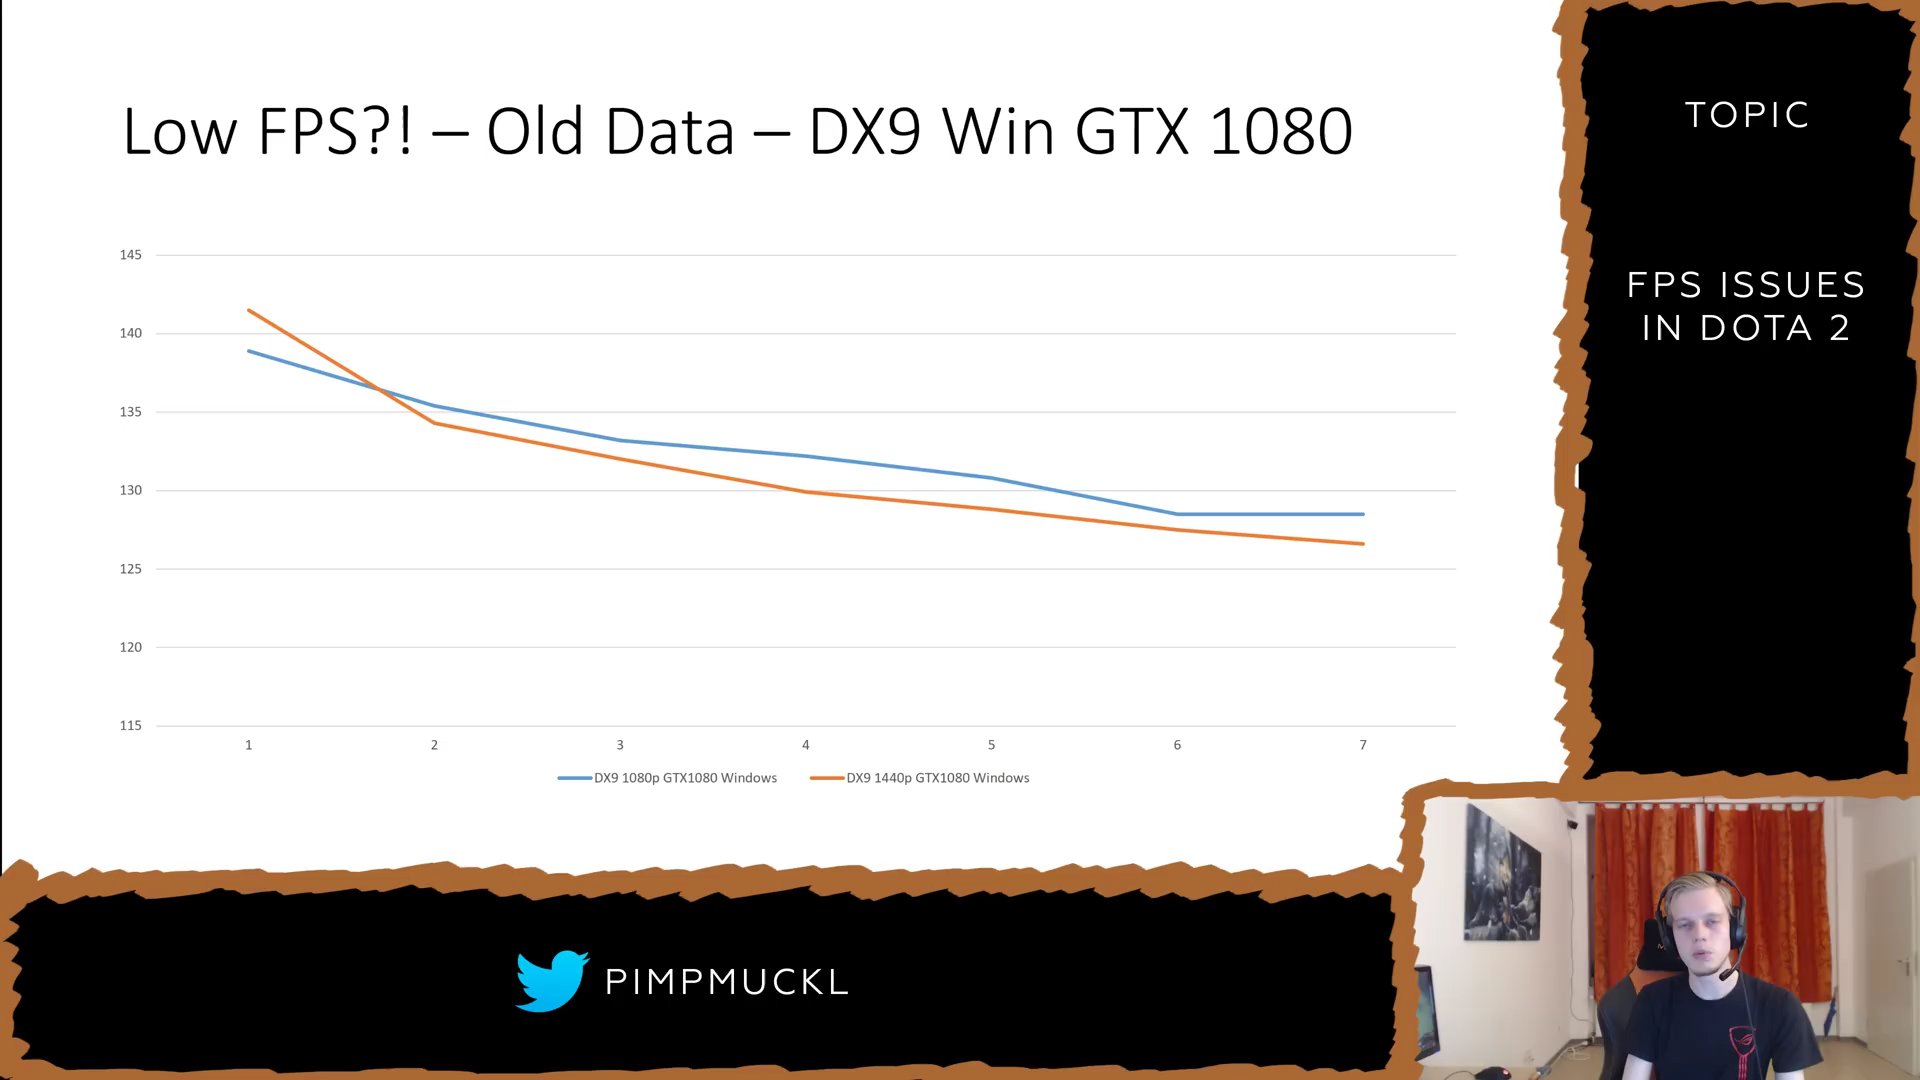 Low FPS?! – Old Data – DX9 Win GTX 1080
145
140
135
130
125
120
115
1 2 3 4 5 6 7
DX9 1080p GTX1080 Windows DX9 1440p GTX1080 Windows
TOPIC
FPS ISSUES
IN DOTA 2
PIMPMUCKL